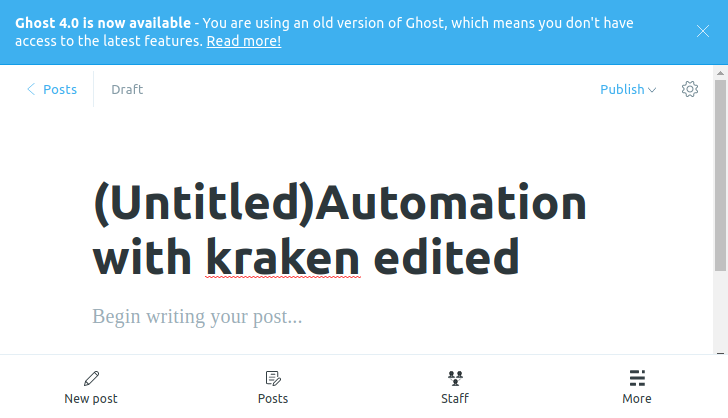 Ghost 4.0 is now available - You are using an old version of Ghost, which means you don't have
access to the latest features. Read more!
Posts
Draft
Publish
(Untitled)Automation
with kraken edited
Begin writing your post...
New post
Posts
Staff
More